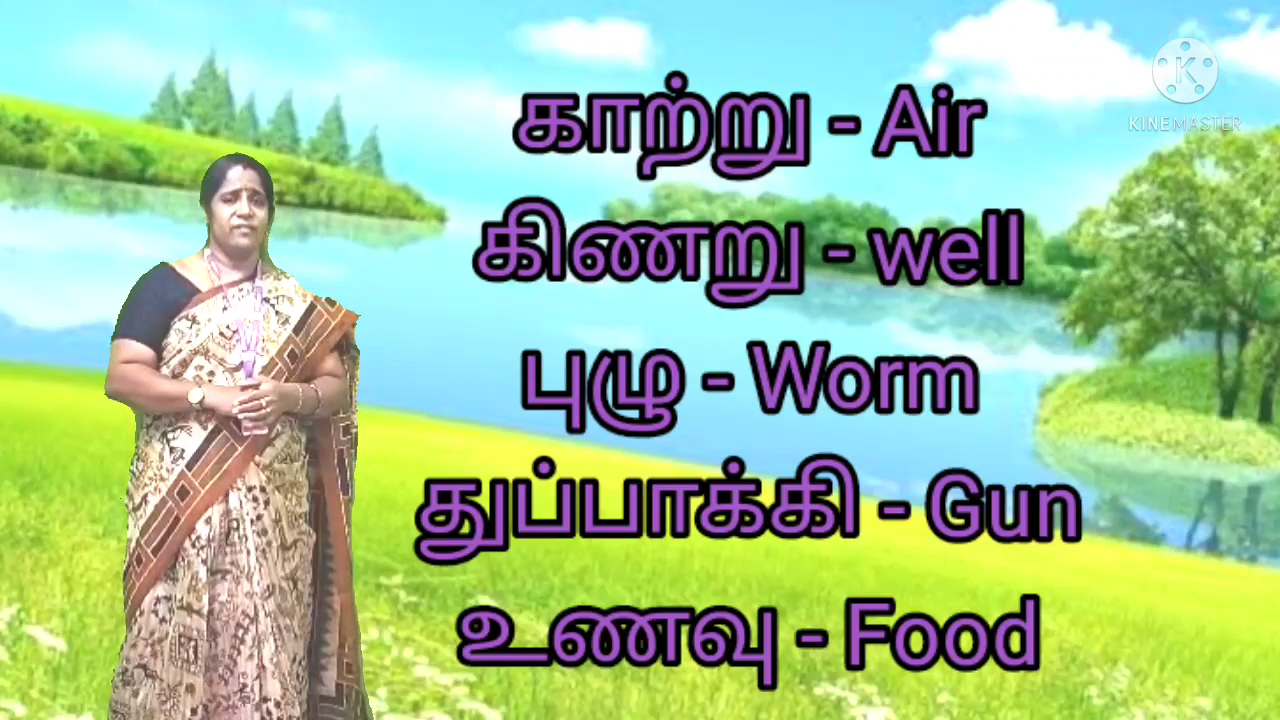 KINEMASTER
காற்று - Air
கிணறு - well
புழு - Worm
துப்பாக்கி - Gun
உணவு - Food